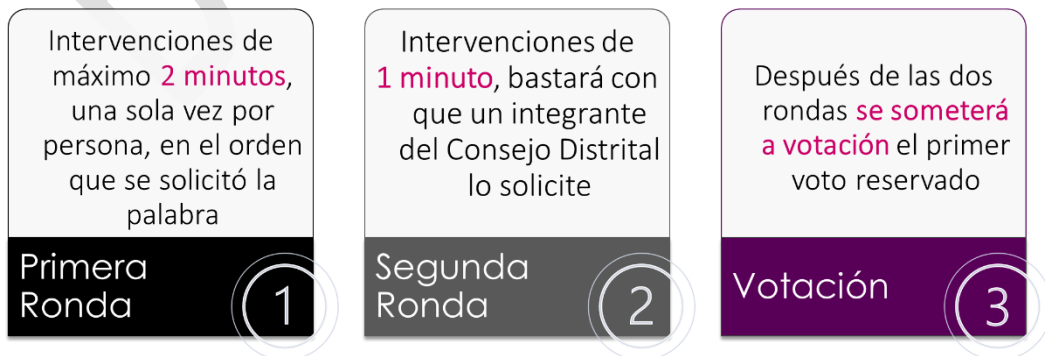 Intervenciones de
máximo 2 minutos,
una sola vez por
persona, en el orden
que se solicitó la
palabra
Primera
Ronda
1
Intervenciones de
1 minuto, bastará con
que un integrante
del Consejo Distrital
lo solicite
Segunda
Ronda
2
Después de las dos
rondas se someterá
a votación el primer
voto reservado
Votación
3